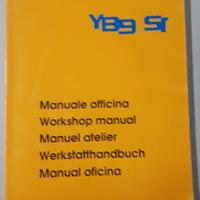 YB9 Sr
Manuale officina
Workshop manual
Manuel atelier
Werkstatthandbuch
Manual oficina